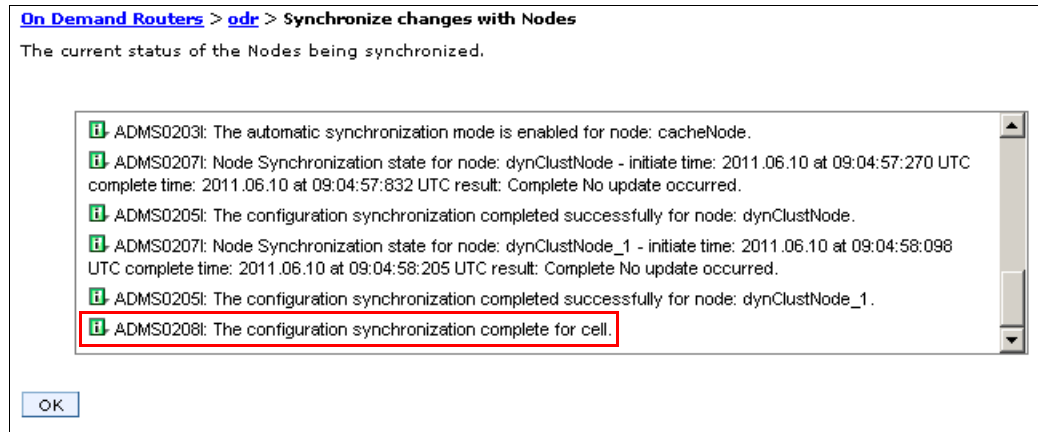 On Demand Routers > odr > Synchronize changes with Nodes
The current status of the Nodes being synchronized.
ADMS0203I: The automatic synchronization mode is enabled for node: cacheNode.
ADMS0207I: Node Synchronization state for node: dynClustNode - initiate time: 2011.06.10 at 09:04:57:270 UTC
complete time: 2011.06.10 at 09:04:57:832 UTC result: Complete No update occurred.
ADMS0205I: The configuration synchronization completed successfully for node: dynClustNode.
ADMS0207I: Node Synchronization state for node: dynClustNode_1 - initiate time: 2011.06.10 at 09:04:58:098
UTC complete time: 2011.06.10 at 09:04:58:205 UTC result: Complete No update occurred.
ADMS0205I: The configuration synchronization completed successfully for node: dynClustNode_1.
ADMS0208I: The configuration synchronization complete for cell.
OK